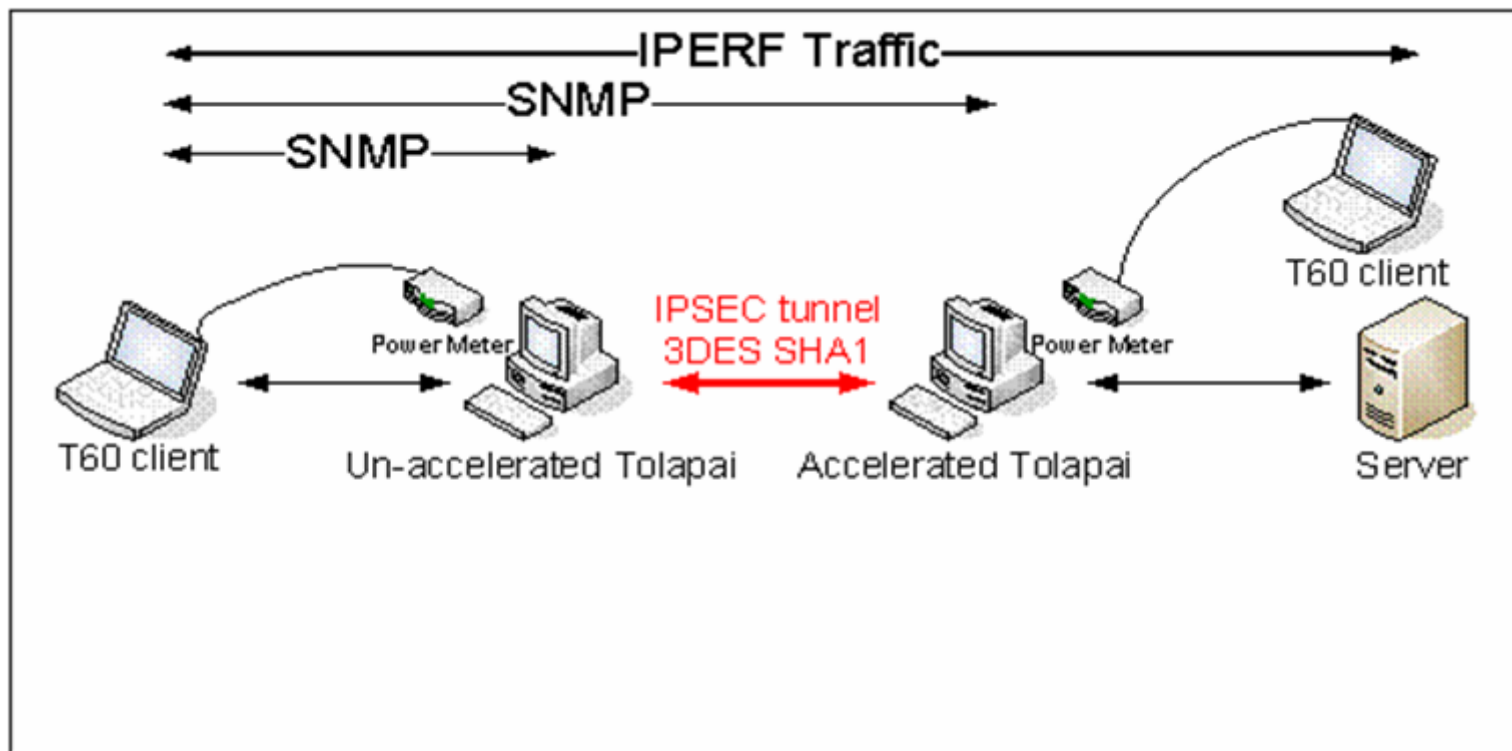 IPERF Traffic
SNMP
SNMP
T60 client
IPSEC tunnel
3DES SHA1
Power Meter
Power Meter
T60 client
Un-accelerated Tolapai
Accelerated Tolapai
Server